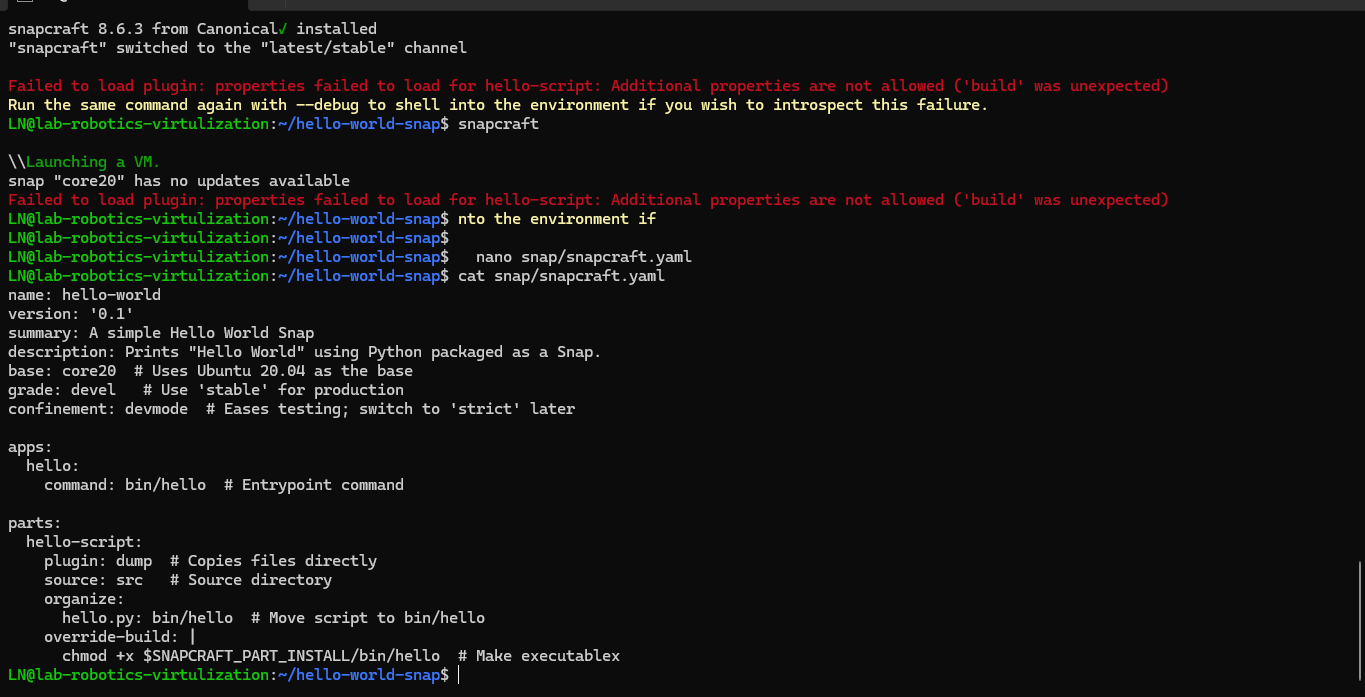 snapcraft 8.6.3 from Canonical✓ installed
"snapcraft" switched to the "latest/stable" channel
Failed to load plugin: properties failed to load for hello-script: Additional properties are not allowed ('build' was unexpected)
Run the same command again with --debug to shell into the environment if you wish to introspect this failure.
LN@lab-robotics-virtulization:~/hello-world-snap$ snapcraft
\\Launching a VM.
snap "core20" has no updates available
Failed to load plugin: properties failed to load for hello-script: Additional properties are not allowed ('build' was unexpected)
LN@lab-robotics-virtulization:~/hello-world-snap$ nto the environment if
LN@lab-robotics-virtulization:~/hello-world-snap$
LN@lab-robotics-virtulization:~/hello-world-snap$   nano snap/snapcraft.yaml
LN@lab-robotics-virtulization:~/hello-world-snap$ cat snap/snapcraft.yaml
name: hello-world
version: '0.1'
summary: A simple Hello World Snap
description: Prints "Hello World" using Python packaged as a Snap.
base: core20  # Uses Ubuntu 20.04 as the base
grade: devel   # Use 'stable' for production
confinement: devmode  # Eases testing; switch to 'strict' later
apps:
  hello:
    command: bin/hello  # Entrypoint command
parts:
  hello-script:
    plugin: dump  # Copies files directly
    source: src   # Source directory
    organize:
      hello.py: bin/hello  # Move script to bin/hello
    override-build: |
      chmod +x $SNAPCRAFT_PART_INSTALL/bin/hello  # Make executablex
LN@lab-robotics-virtulization:~/hello-world-snap$